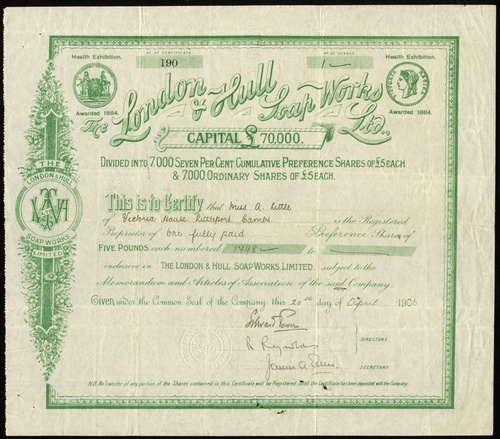 No. OF CERTIFICATE
No. OF SHARES
190
1
Health Exhibition.
Awarded 1884.
Health Exhibition.
Awarded 1884.
The London & Hull Soap Works Ltd.,
CAPITAL £70,000.
DIVIDED INTO 7,000 SEVEN PER CENT CUMULATIVE PREFERENCE SHARES OF £5 EACH
& 7,000, ORDINARY SHARES OF £5 EACH.
THE
LONDON & HULL
SOAP WORKS
LIMITED
This is to Certify that Miss A Little
of Victoria House Littleport Cambs is the Registered
Proprietor of One fully paid Preference Share of
FIVE POUNDS each numbered 1998 to
inclusive in THE LONDON & HULL SOAP WORKS, LIMITED, subject to the
Memorandum and Articles of Association of the said Company
Given under the Common Seal of the Company this 20th day of April 1906
R Reynolds
DIRECTORS.
James A
SECRETARY.
N.B. No Transfer of any portion of the Shares contained in this Certificate will be Registered until the Certificate has been deposited with the Company.